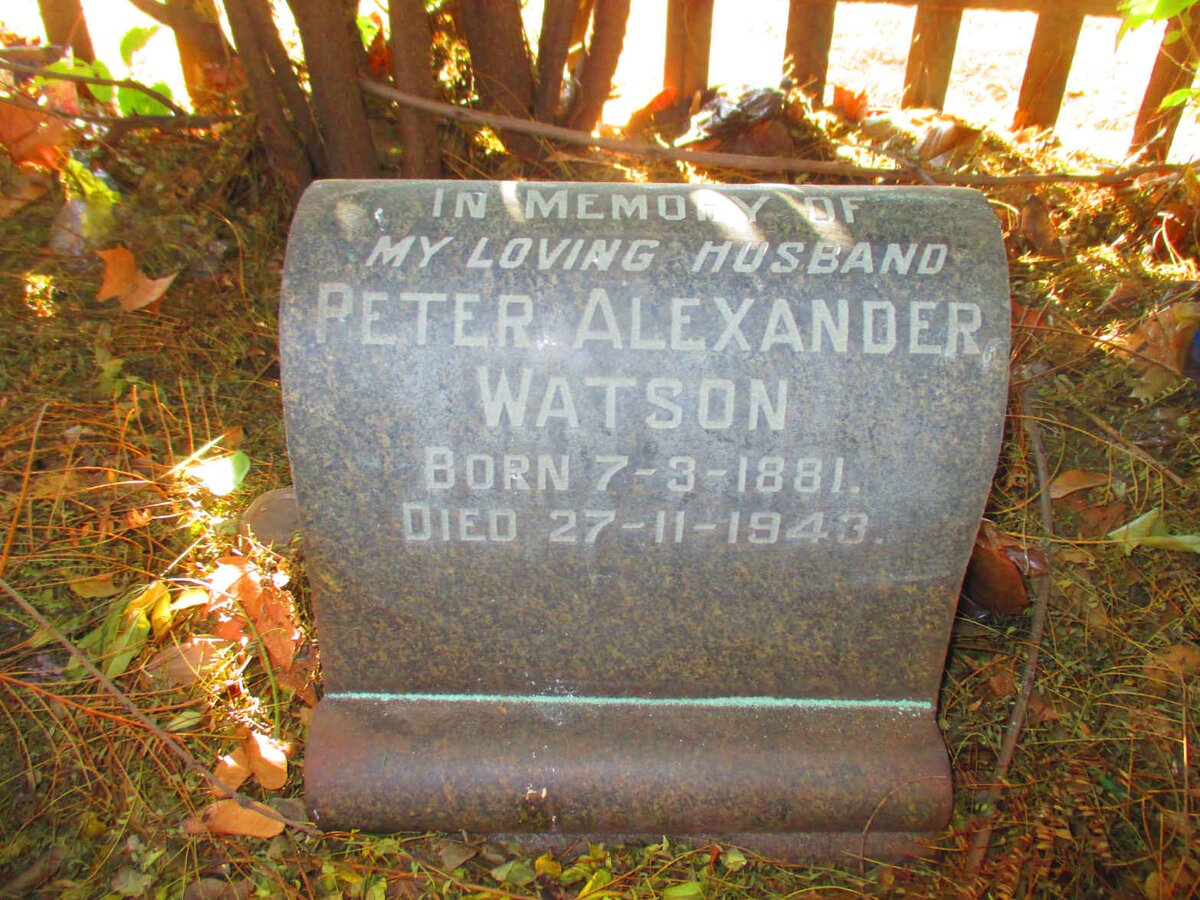 IN MEMORY OF
MY LOVING HUSBAND
PETER ALEXANDER
WATSON
BORN 7-3-1881.
DIED 27-11-1943.